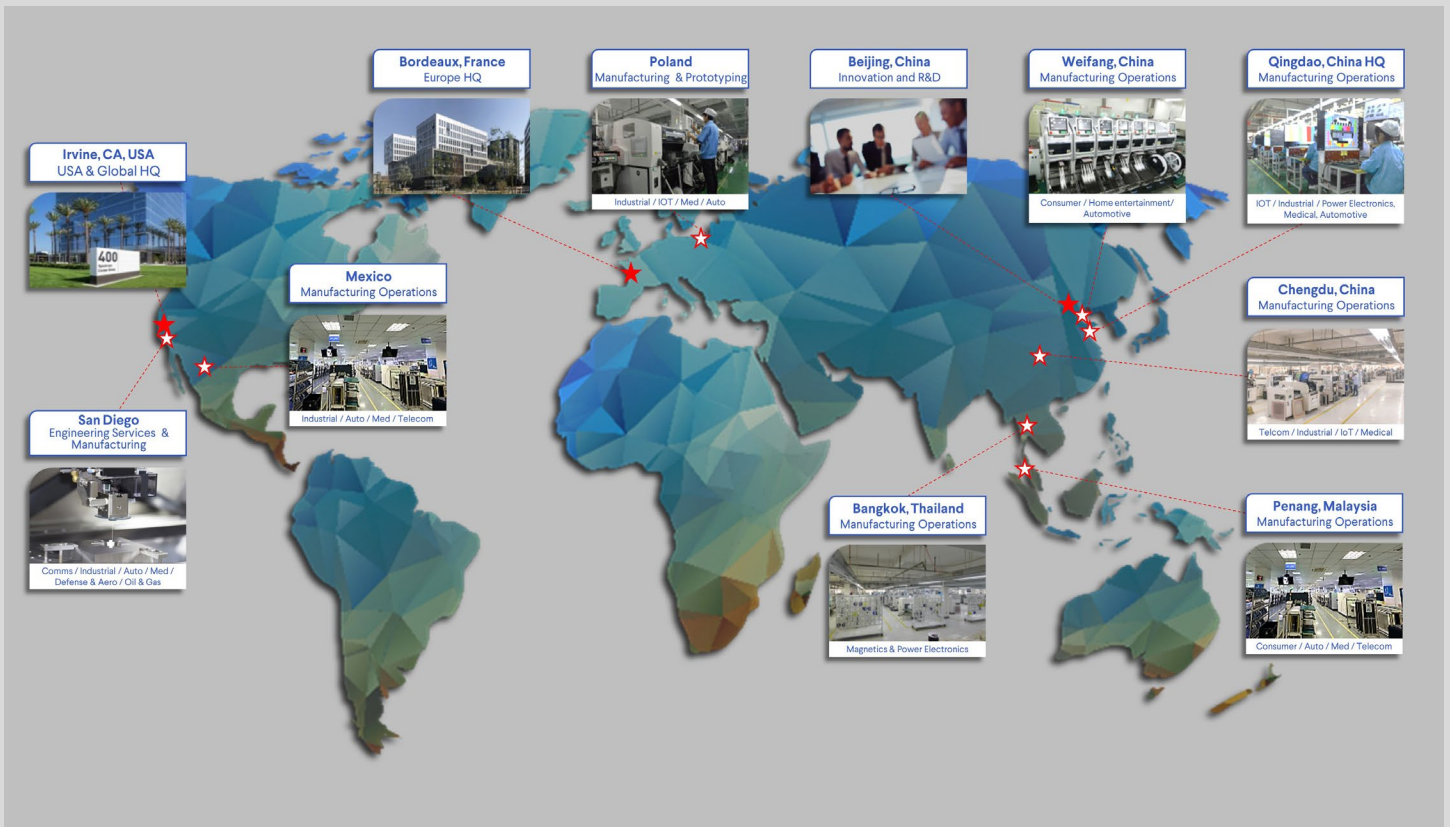 Bordeaux, France
Europe HQ
Poland
Manufacturing & Prototyping
Industrial / IOT / Med / Auto
Beijing, China
Innovation and R&D
Weifang, China
Manufacturing Operations
Consumer / Home entertainment/
Automotive
Qingdao, China HQ
Manufacturing Operations
IOT / Industrial / Power Electronics,
Medical, Automotive
Irvine, CA, USA
USA & Global HQ
400
Mexico
Manufacturing Operations
Industrial / Auto / Med / Telecom
Chengdu, China
Manufacturing Operations
Telcom / Industrial / IoT / Medical
San Diego
Engineering Services &
Manufacturing
Comms / Industrial / Auto / Med /
Defense & Aero / Oil & Gas
Bangkok, Thailand
Manufacturing Operations
Magnetics & Power Electronics
Penang, Malaysia
Manufacturing Operations
Consumer / Auto / Med / Telecom